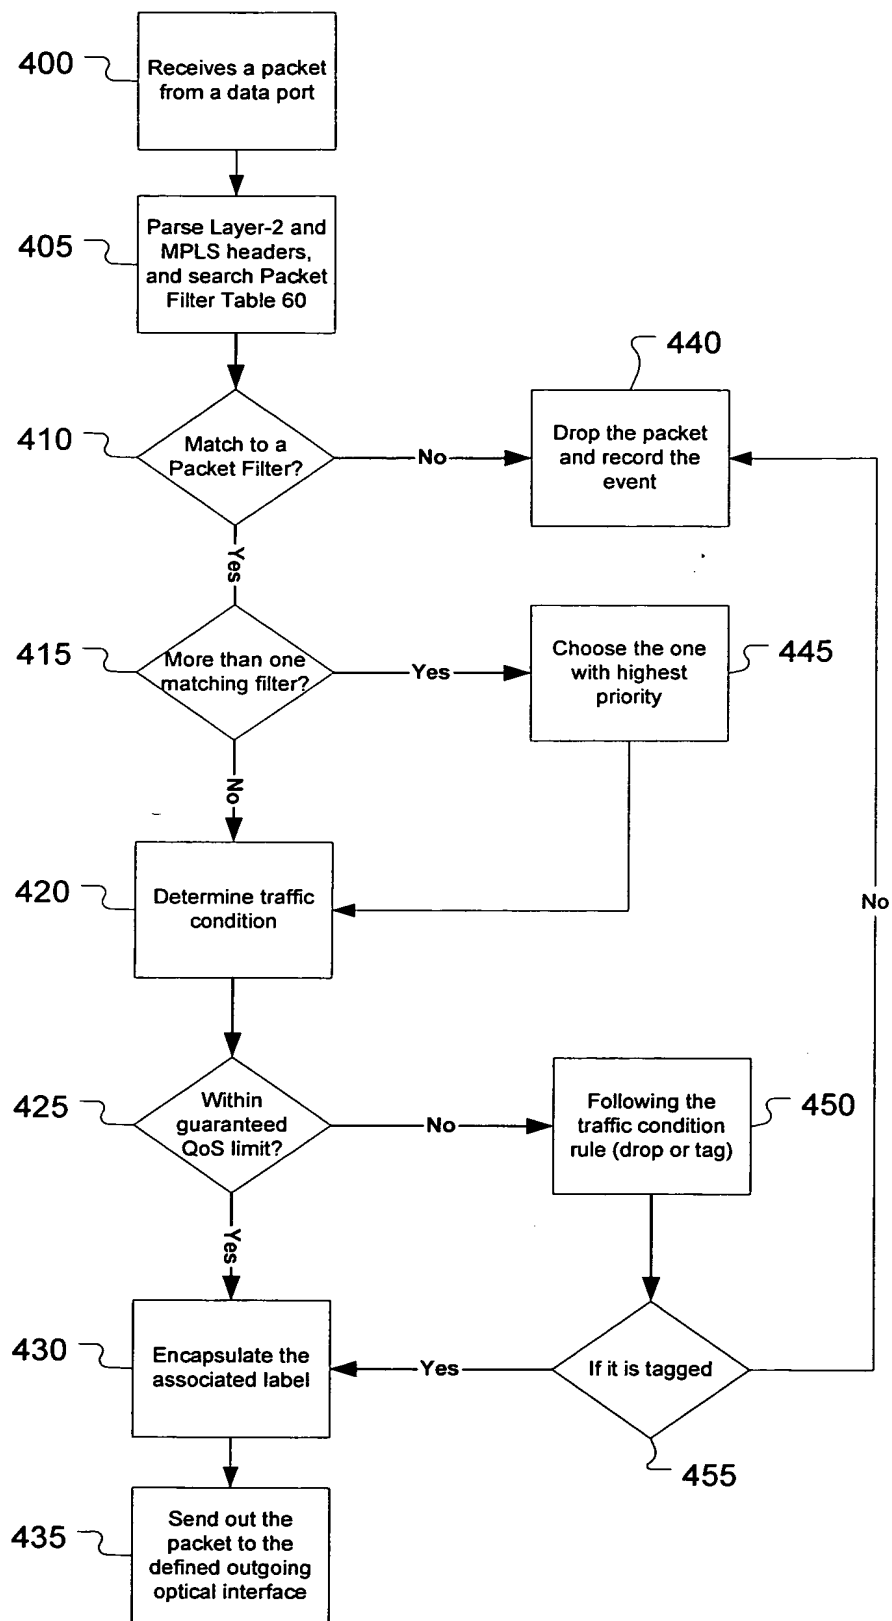 400
Receives a packet
from a data port
405
Parse Layer-2 and
MPLS headers,
and search Packet
Filter Table 60
440
410
Match to a
Packet Filter?
No
Drop the packet
and record the
event
Yes
415
More than one
matching filter?
Yes
Choose the one
with highest
priority
445
No
420
Determine traffic
condition
No
425
Within
guaranteed
QoS limit?
No
Following the
traffic condition
rule (drop or tag)
450
Yes
430
Encapsulate the
associated label
Yes
If it is tagged
455
435
Send out the
packet to the
defined outgoing
optical interface